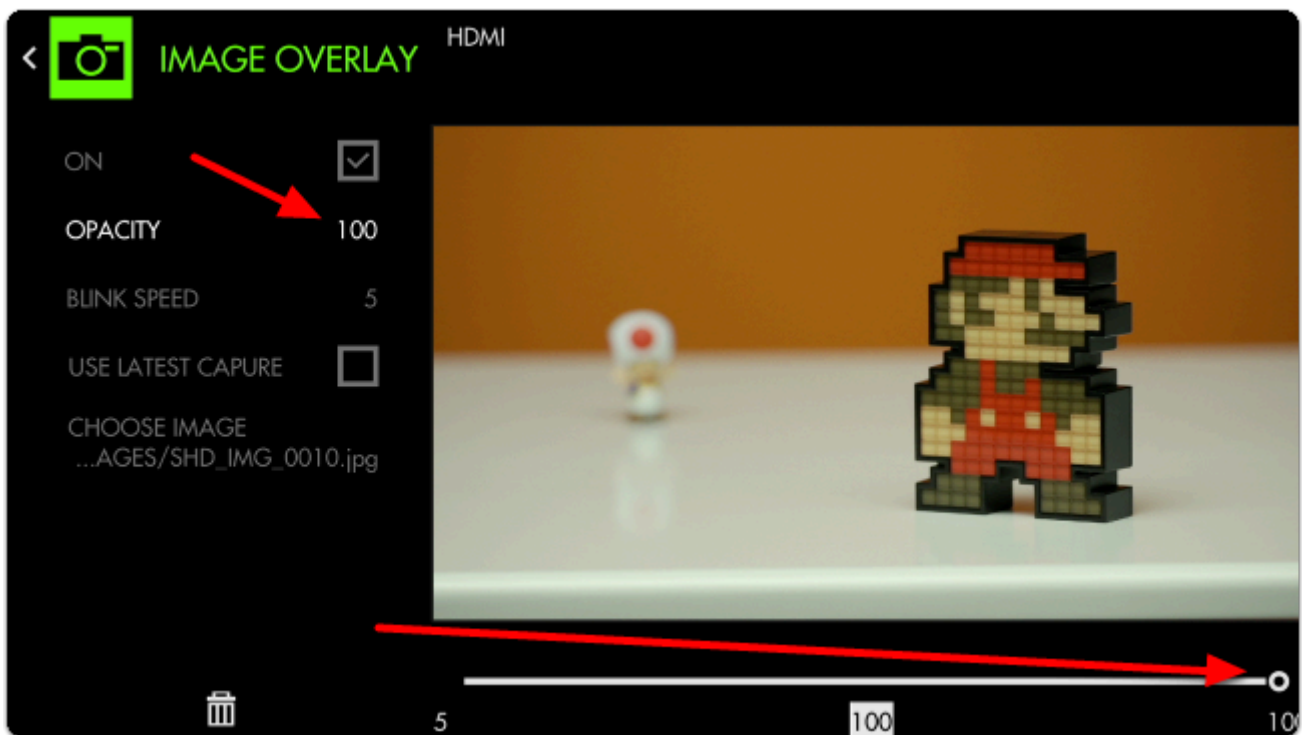 HDMI
IMAGE OVERLAY
ON
OPACITY 100
BLINK SPEED 5
USE LATEST CAPURE
CHOOSE IMAGE
...AGES/SHD_IMG_0010.jpg
5 100 10